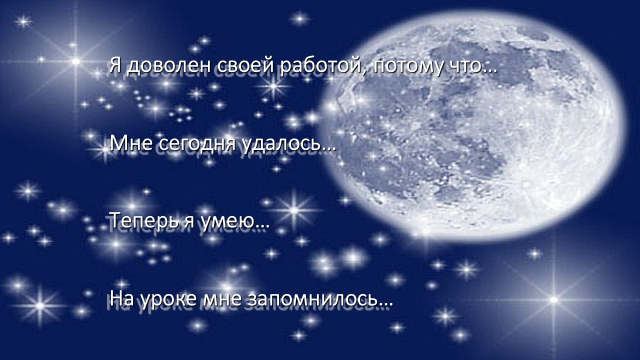 Я доволен своей работой, потому что...
Мне сегодня удалось...
Теперь я умею...
На уроке мне запомнилось...